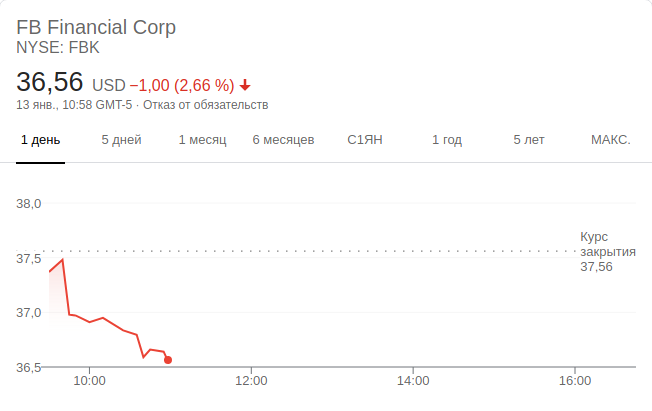 FB Financial Corp
NYSE: FBK
36,56 USD −1,00 (2,66 %)
13 янв., 10:58 GMT-5 · Отказ от обязательств
1 день 5 дней 1 месяц 6 месяцев С1ЯН 1 год 5 лет МАКС.
38,0
Курс
закрытия
37,56
37,5
37,0
36,5
10:00 12:00 14:00 16:00